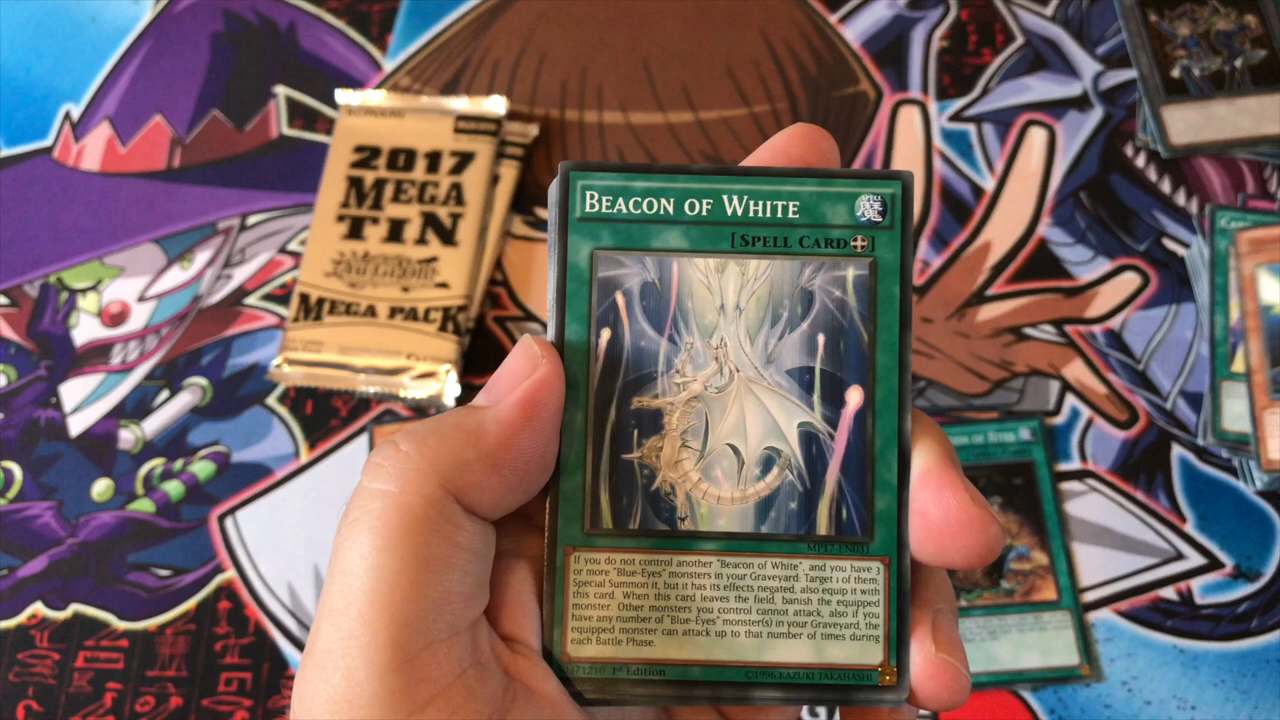 2017
MEGA
TIN
MEGA PACK
BEACON OF WHITE
SPELL
魔
[SPELL CARD]
MP17-EN031
If you do not control another "Beacon of White", and you have 3
or more "Blue-Eyes" monsters in your Graveyard: Target 1 of them;
Special Summon it, but it has its effects negated, also equip it with
this card. When this card leaves the field, banish the equipped
monster. Other monsters you control cannot attack, also if you
have any number of "Blue-Eyes" monster(s) in your Graveyard, the
equipped monster can attack up to that number of times during
each Battle Phase.
1st Edition
©1996 KAZUKI TAKAHASHI